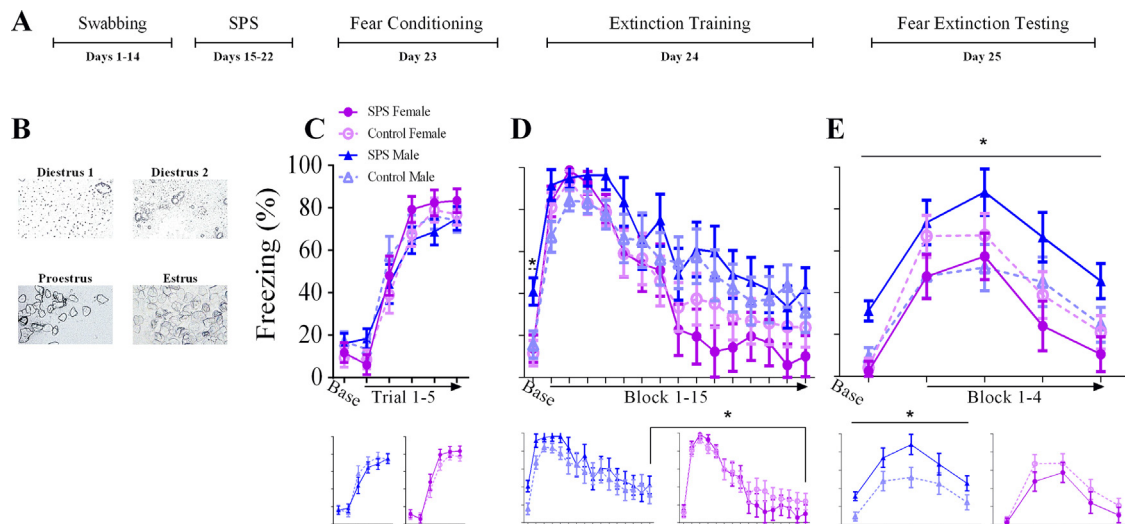 A
Swabbing
Days 1-14
SPS
Days 15-22
Fear Conditioning
Day 23
Extinction Training
Day 24
Fear Extinction Testing
Day 25
B
Diestrus 1
Diestrus 2
Proestrus
Estrus
C
SPS Female
Control Female
SPS Male
Control Male
D
E
Freezing (%)
100
80
60
40
20
0
*
*
Base
Trial 1-5
Base
Block 1-15
Base
Block 1-4
*
*